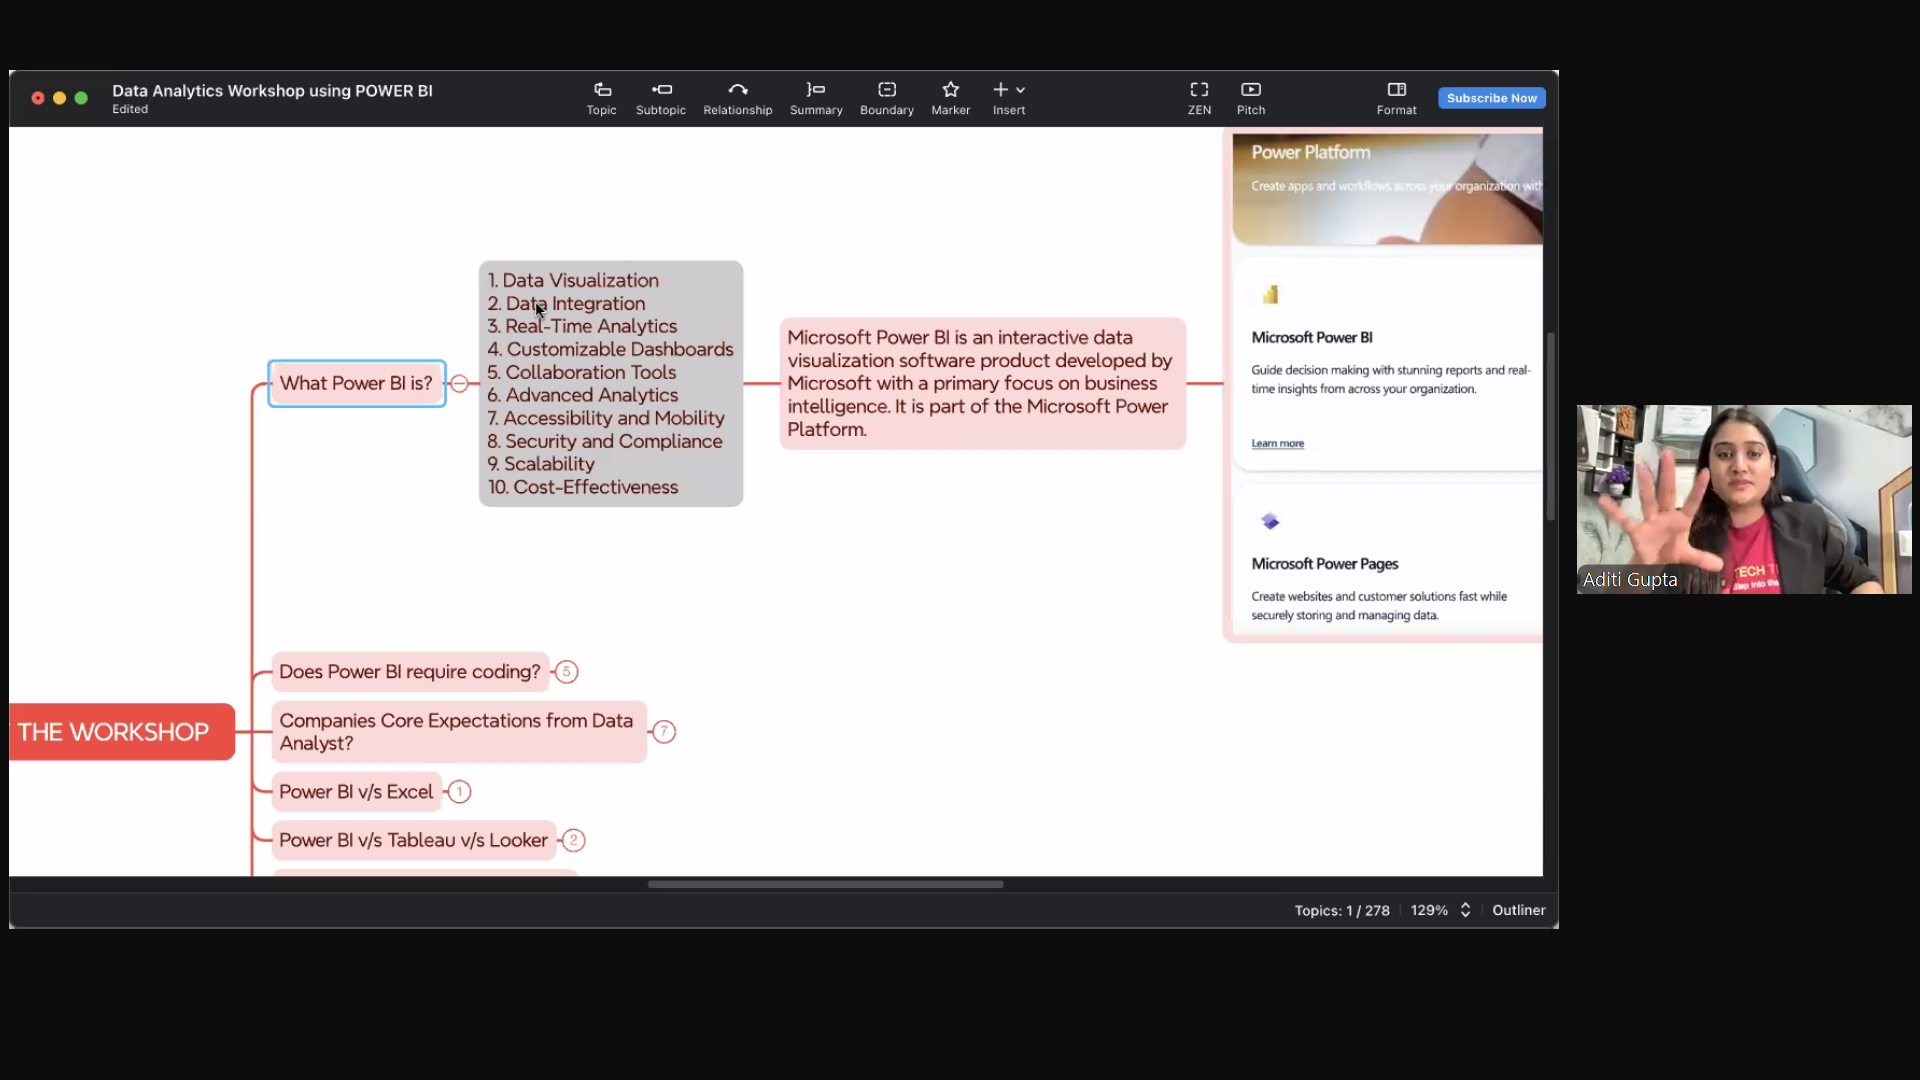 Data Analytics Workshop using POWER BI
Edited
Topic
Subtopic
Relationship
Summary
Boundary
Marker
Insert
ZEN
Pitch
Format
Subscribe Now
What Power BI is?
1. Data Visualization
2. Data Integration
3. Real-Time Analytics
4. Customizable Dashboards
5. Collaboration Tools
6. Advanced Analytics
7. Accessibility and Mobility
8. Security and Compliance
9. Scalability
10. Cost-Effectiveness
Microsoft Power BI is an interactive data
visualization software product developed by
Microsoft with a primary focus on business
intelligence. It is part of the Microsoft Power
Platform.
Power Platform
Create apps and workflows across your organization with
Microsoft Power BI
Guide decision making with stunning reports and real-
time insights from across your organization.
Learn more
Microsoft Power Pages
Create websites and customer solutions fast while
securely storing and managing data.
THE WORKSHOP
Does Power BI require coding?
5
Companies Core Expectations from Data
Analyst?
7
Power BI v/s Excel
1
Power BI v/s Tableau v/s Looker
2
Topics: 1 / 278
129%
Outliner
TECH
Step into the
Aditi Gupta